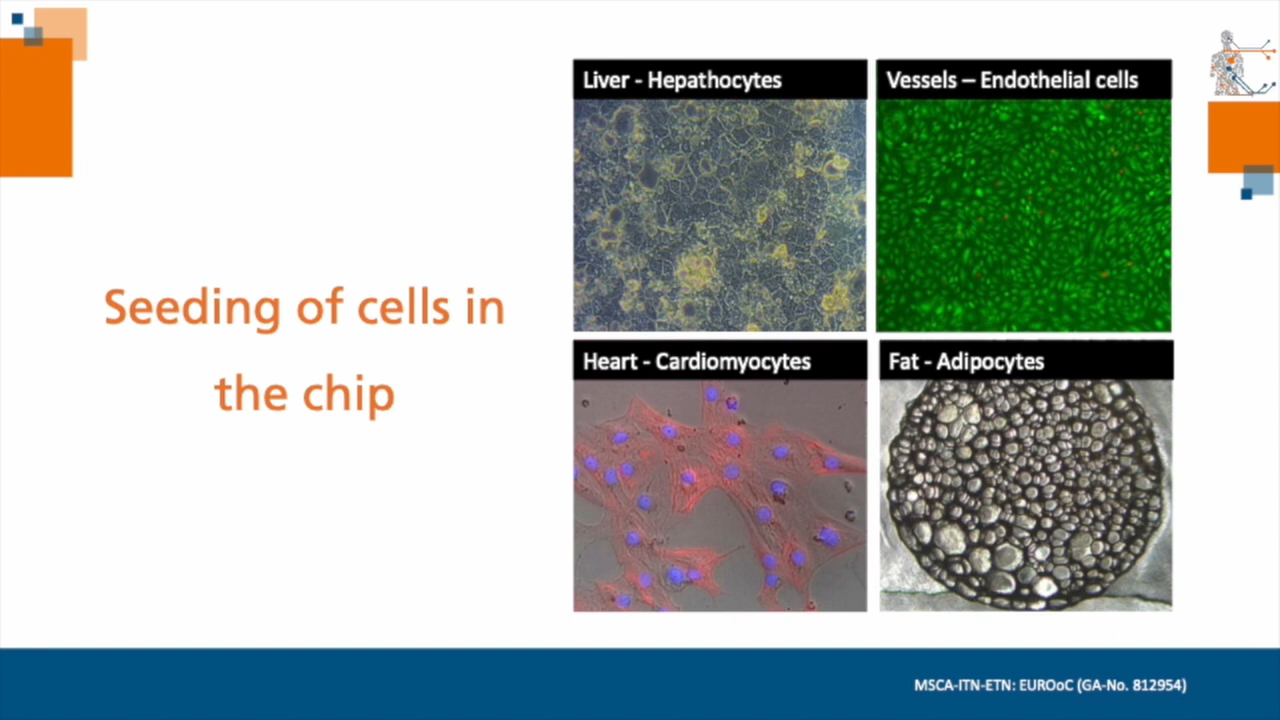 Liver - Hepathocytes
Vessels – Endothelial cells
Seeding of cells in
the chip
Heart - Cardiomyocytes
Fat - Adipocytes
MSCA-ITN-ETN: EUROoC (GA-No. 812954)